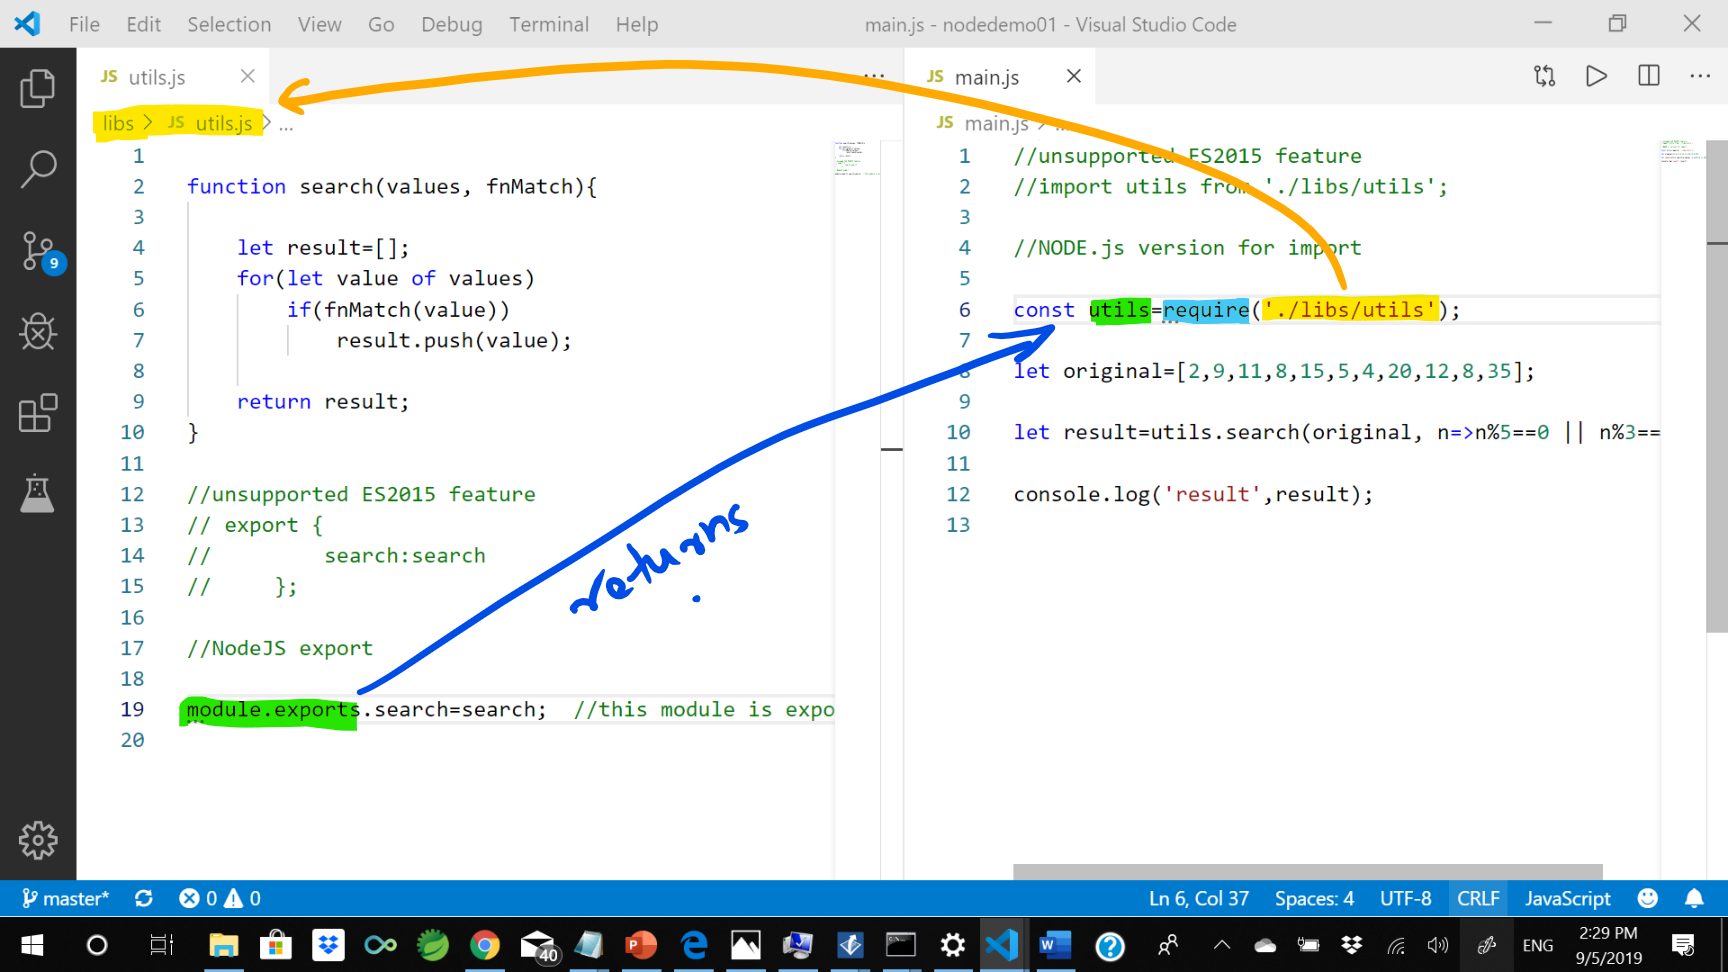 File Edit Selection View Go Debug Terminal Help
main.js - nodedemo01 - Visual Studio Code
JS utils.js
...
JS main.js
...
libs > JS utils.js > ...
1
2 function search(values, fnMatch){
3
4 let result=[];
5 for(let value of values)
6 if(fnMatch(value))
7 result.push(value);
8
9 return result;
10 }
11
12 //unsupported ES2015 feature
13 // export {
14 // search:search
15 // };
16
17 //NodeJS export
18
19 module.exports.search=search; //this module is expo
20
returns
JS main.js > ...
1 //unsupported ES2015 feature
2 //import utils from './libs/utils';
3
4 //NODE.js version for import
5
6 const utils=require('./libs/utils');
7
8 let original=[2,9,11,8,15,5,4,20,12,8,35];
9
10 let result=utils.search(original, n=>n%5==0 || n%3==
11
12 console.log('result',result);
13
9
master* 0 0 Ln 6, Col 37 Spaces: 4 UTF-8 CRLF JavaScript
40
ENG
2:29 PM
9/5/2019